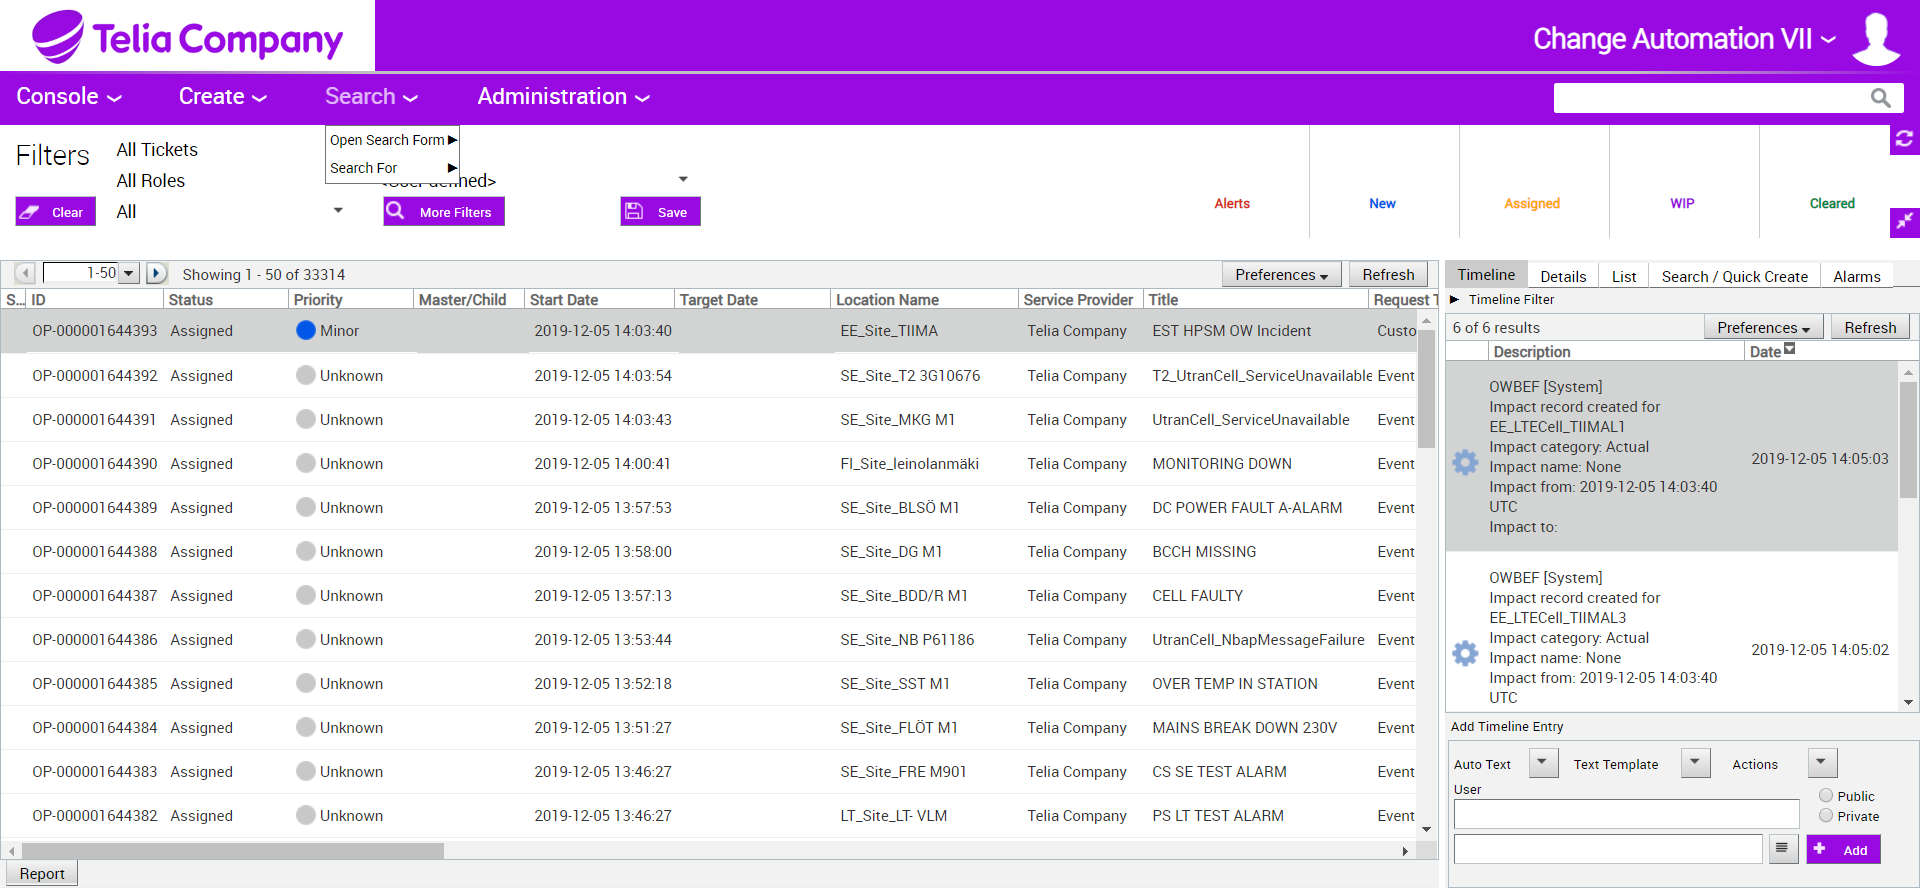 Telia Company
Change Automation VII
Console
Create
Search
Administration
Open Search Form
Search For
Filters
All Tickets
All Roles
All
Clear
More Filters
Save
Alerts
New
Assigned
WIP
Cleared
1-50
Showing 1 - 50 of 33314
Preferences
Refresh
S... ID Status Priority Master/Child Start Date Target Date Location Name Service Provider Title Request T
OP-000001644393 Assigned Minor 2019-12-05 14:03:40 EE_Site_TIIMA Telia Company EST HPSM OW Incident Custo
OP-000001644392 Assigned Unknown 2019-12-05 14:03:54 SE_Site_T2 3G10676 Telia Company T2_UtranCell_ServiceUnavailable Event
OP-000001644391 Assigned Unknown 2019-12-05 14:03:43 SE_Site_MKG M1 Telia Company UtranCell_ServiceUnavailable Event
OP-000001644390 Assigned Unknown 2019-12-05 14:00:41 FI_Site_leinolanmäki Telia Company MONITORING DOWN Event
OP-000001644389 Assigned Unknown 2019-12-05 13:57:53 SE_Site_BLSÖ M1 Telia Company DC POWER FAULT A-ALARM Event
OP-000001644388 Assigned Unknown 2019-12-05 13:58:00 SE_Site_DG M1 Telia Company BCCH MISSING Event
OP-000001644387 Assigned Unknown 2019-12-05 13:57:13 SE_Site_BDD/R M1 Telia Company CELL FAULTY Event
OP-000001644386 Assigned Unknown 2019-12-05 13:53:44 SE_Site_NB P61186 Telia Company UtranCell_NbapMessageFailure Event
OP-000001644385 Assigned Unknown 2019-12-05 13:52:18 SE_Site_SST M1 Telia Company OVER TEMP IN STATION Event
OP-000001644384 Assigned Unknown 2019-12-05 13:51:27 SE_Site_FLÖT M1 Telia Company MAINS BREAK DOWN 230V Event
OP-000001644383 Assigned Unknown 2019-12-05 13:46:27 SE_Site_FRE M901 Telia Company CS SE TEST ALARM Event
OP-000001644382 Assigned Unknown 2019-12-05 13:46:27 LT_Site_LT- VLM Telia Company PS LT TEST ALARM Event
Report
Timeline
Details
List
Search / Quick Create
Alarms
Timeline Filter
6 of 6 results
Preferences
Refresh
Description Date
OWBEF [System]
Impact record created for
EE_LTECell_TIIMAL1
Impact category: Actual
Impact name: None
Impact from: 2019-12-05 14:03:40
UTC
Impact to:
2019-12-05 14:05:03
OWBEF [System]
Impact record created for
EE_LTECell_TIIMAL3
Impact category: Actual
Impact name: None
Impact from: 2019-12-05 14:03:40
UTC
2019-12-05 14:05:02
Add Timeline Entry
Auto Text
Text Template
Actions
User
Public
Private
Add